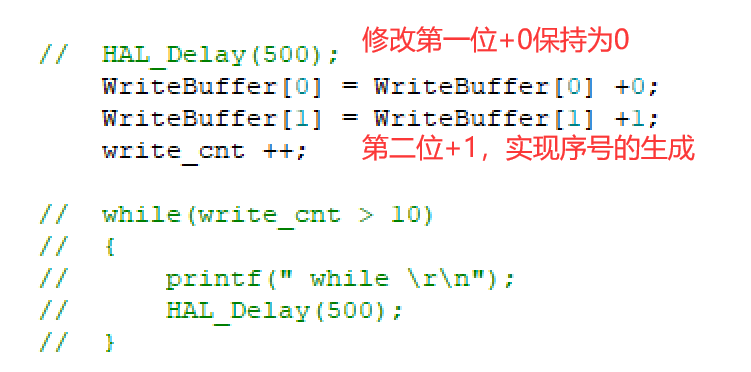 //  HAL_Delay(500); 修改第一位+0保持为0
WriteBuffer[0] = WriteBuffer[0] +0;
WriteBuffer[1] = WriteBuffer[1] +1;
write_cnt ++; 第二位+1，实现序号的生成
//  while(write_cnt > 10)
//  {
//      printf(" while \r\n");
//      HAL_Delay(500);
//  }